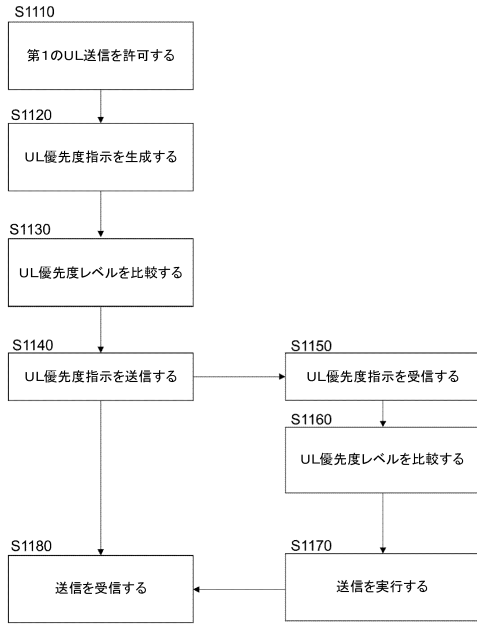 S1110
第1のUL送信を許可する
S1120
UL優先度指示を生成する
S1130
UL優先度レベルを比較する
S1140
UL優先度指示を送信する
S1150
UL優先度指示を受信する
S1160
UL優先度レベルを比較する
S1170
送信を実行する
S1180
送信を受信する